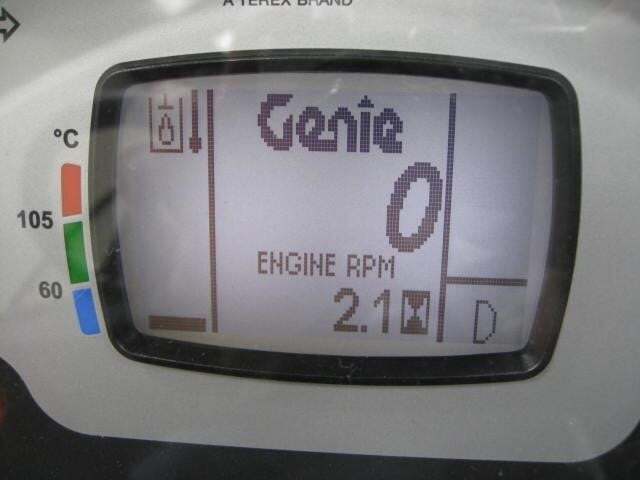 A TEREX BRAND
°C
105
60
Genie
0
ENGINE RPM
2.1
D